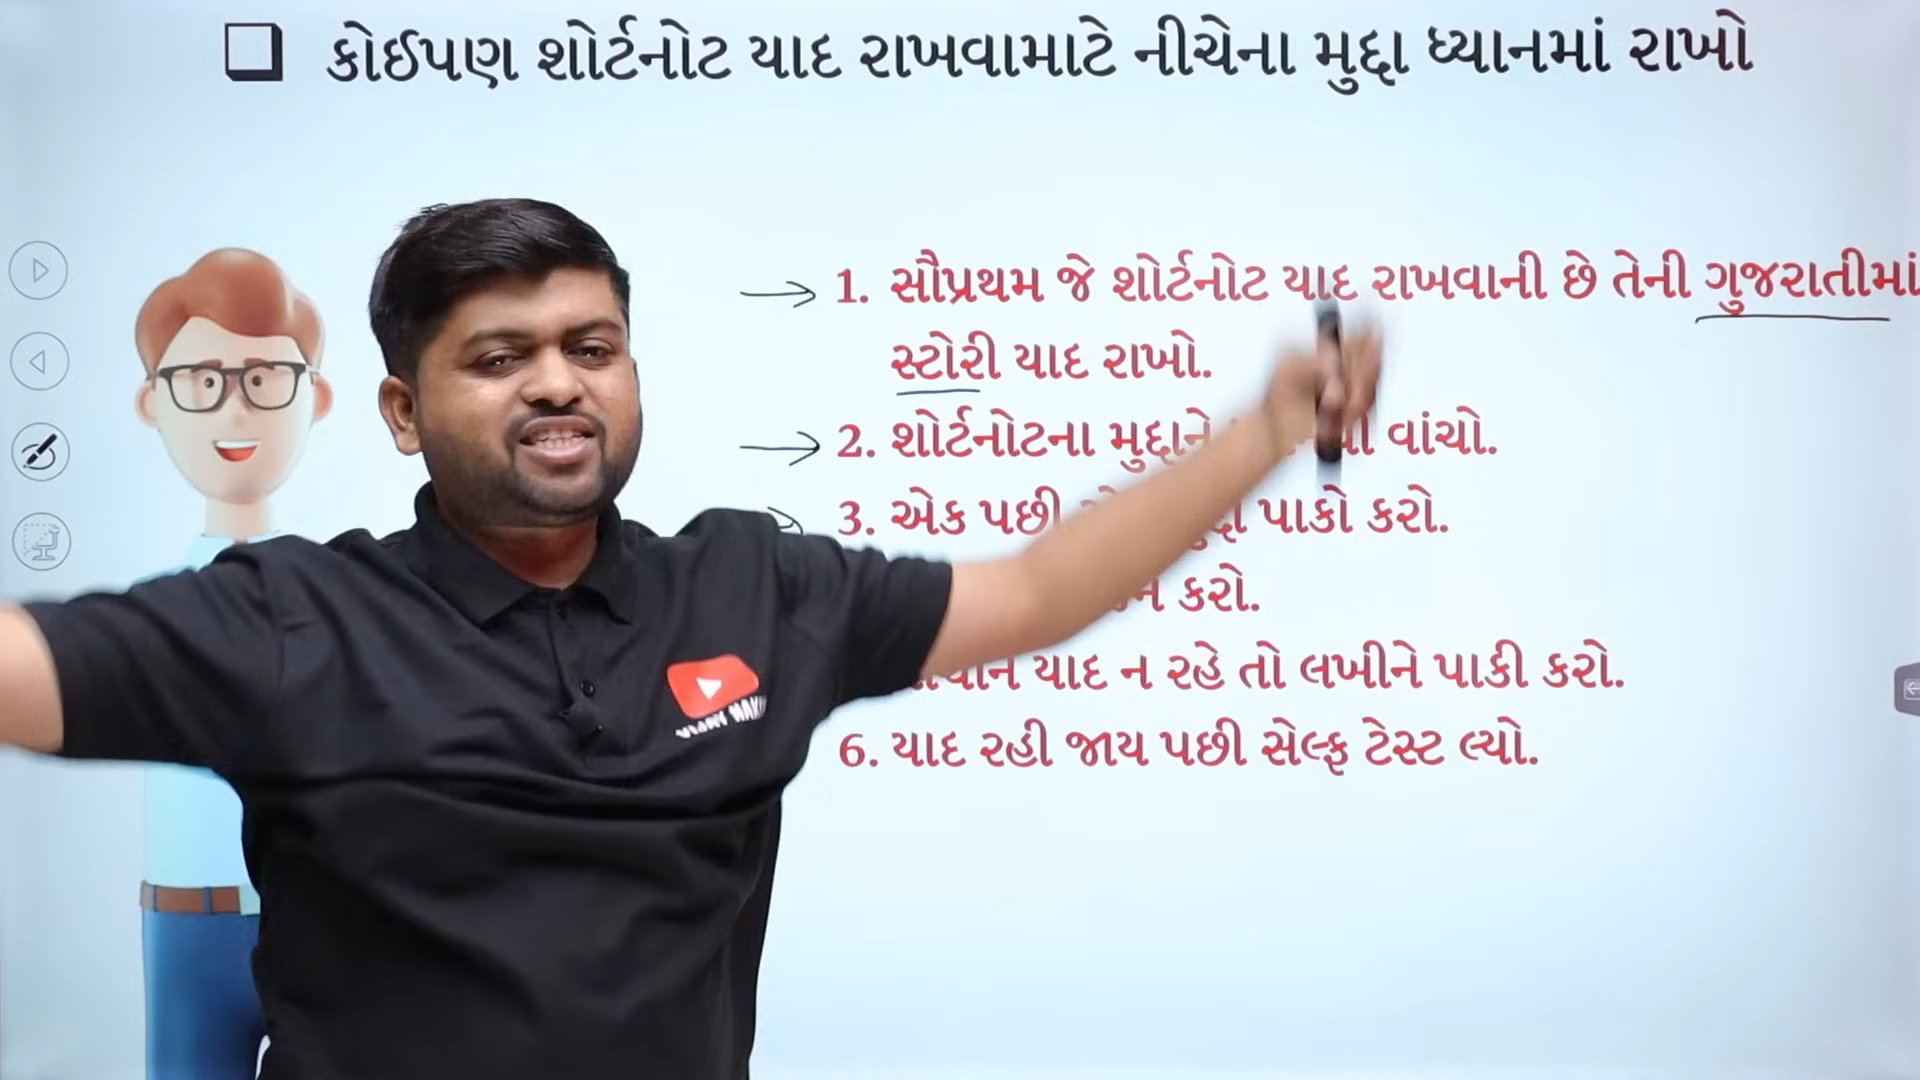 કોઈપણ શોર્ટનોટ યાદ રાખવામાટે નીચેના મુદ્દા ધ્યાનમાં રાખો
1. સૌપ્રથમ જે શોર્ટનોટ યાદ રાખવાની છે તેની ગુજરાતીમાં
સ્ટોરી યાદ રાખો.
2. શોર્ટનોટના મુદ્દાને વાંચો.
3. એક પછી પાકો કરો.
કરો.
યાદ ન રહે તો લખીને પાકી કરો.
6. યાદ રહી જાય પછી સેલ્ફ ટેસ્ટ લ્યો.